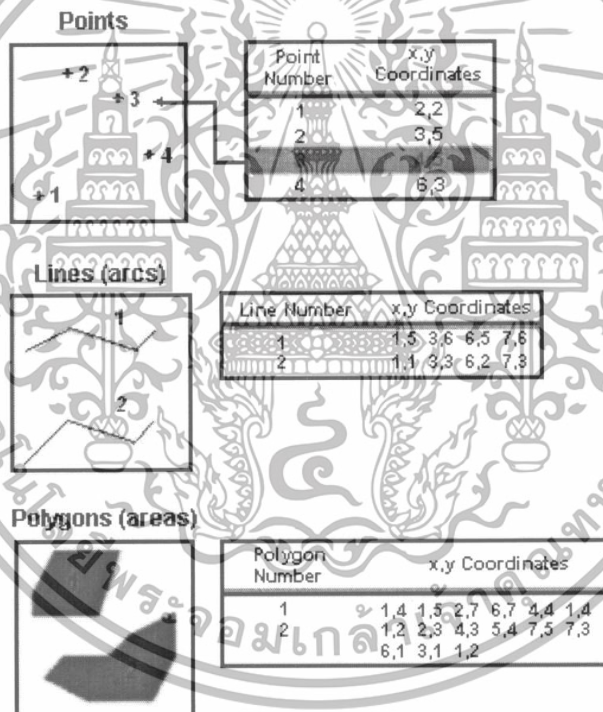 Points
+ 2
+ 3
+ 4
+ 1
Point Number x,y Coordinates
1 2,2
2 3,5
4 6,3
Lines (arcs)
1
2
Line Number x,y Coordinates
1 1,5 3,6 6,5 7,6
2 1,1 3,3 6,2 7,3
Polygons (areas)
Polygon Number x,y Coordinates
1 1,4 1,5 2,7 6,7 4,4 1,4
2 1,2 2,3 4,3 5,4 7,5 7,3
6,1 3,1 1,2